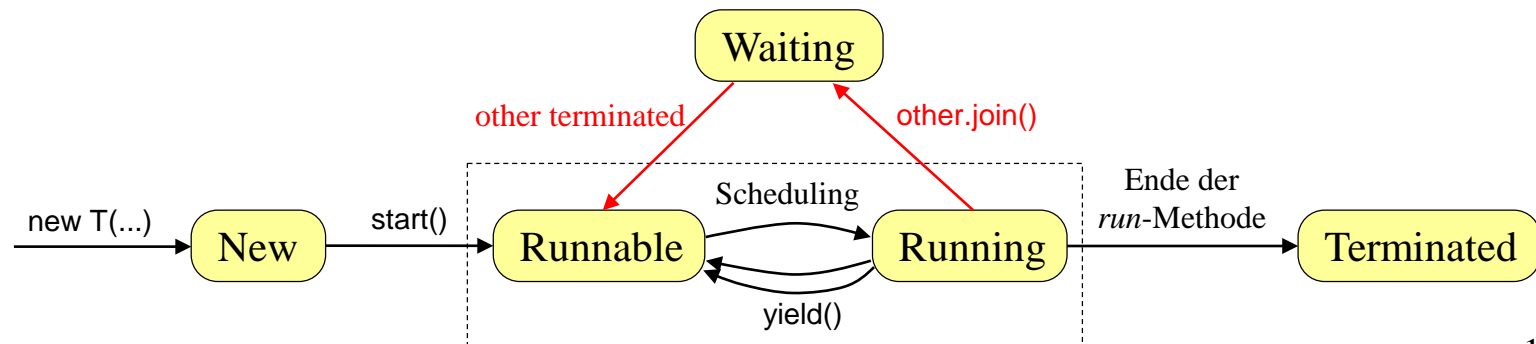 Waiting
other terminated
other.join()
Scheduling
Ende der
run-Methode
new T(...)
start()
New
Runnable
Running
Terminated
yield()